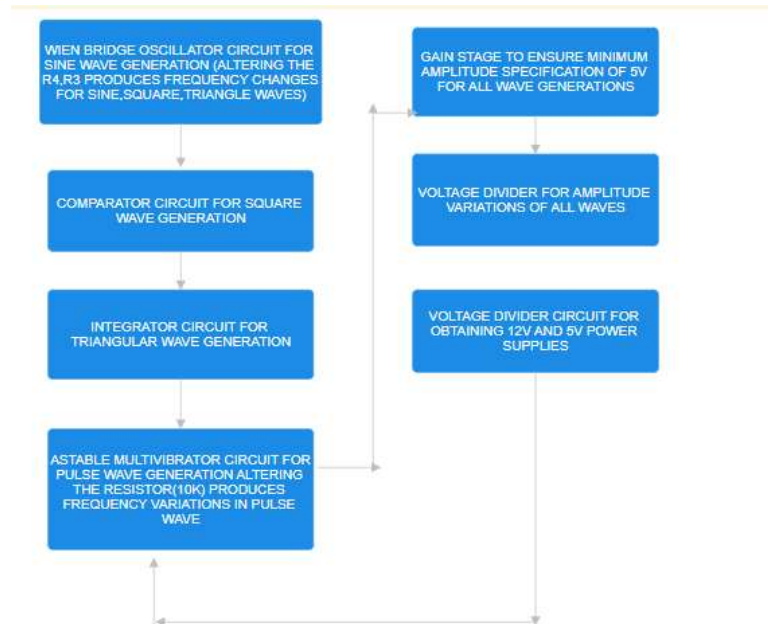 WIEN BRIDGE OSCILLATOR CIRCUIT FOR
SINE WAVE GENERATION (ALTERING THE
R4,R3 PRODUCES FREQUENCY CHANGES
FOR SINE,SQUARE,TRIANGLE WAVES)
COMPARATOR CIRCUIT FOR SQUARE
WAVE GENERATION
INTEGRATOR CIRCUIT FOR
TRIANGULAR WAVE GENERATION
ASTABLE MULTIVIBRATOR CIRCUIT FOR
PULSE WAVE GENERATION ALTERING
THE RESISTOR(10K) PRODUCES
FREQUENCY VARIATIONS IN PULSE
WAVE
GAIN STAGE TO ENSURE MINIMUM
AMPLITUDE SPECIFICATION OF 5V
FOR ALL WAVE GENERATIONS
VOLTAGE DIVIDER FOR AMPLITUDE
VARIATIONS OF ALL WAVES
VOLTAGE DIVIDER CIRCUIT FOR
OBTAINING 12V AND 5V POWER
SUPPLIES